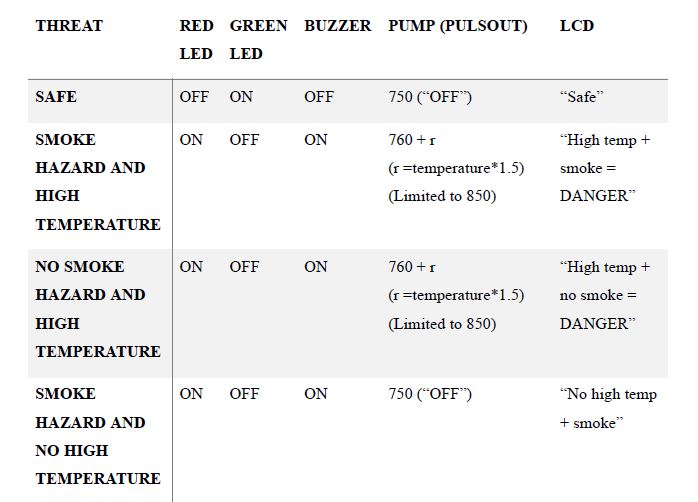 THREAT RED LED GREEN LED BUZZER PUMP (PULSOUT) LCD
SAFE OFF ON OFF 750 (“OFF”) “Safe”
SMOKE ON OFF ON 760 + r “High temp +
HAZARD AND (r =temperature*1.5) smoke =
HIGH (Limited to 850) DANGER”
TEMPERATURE
NO SMOKE ON OFF ON 760 + r “High temp +
HAZARD AND (r =temperature*1.5) no smoke =
HIGH (Limited to 850) DANGER”
TEMPERATURE
SMOKE ON OFF ON 750 (“OFF”) “No high temp
HAZARD AND + smoke”
NO HIGH
TEMPERATURE